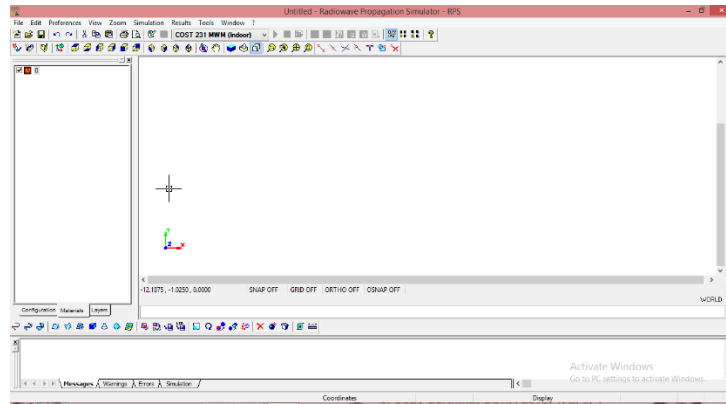 Untitled - Radiowave Propagation Simulator - RPS
File Edit Preferences View Zoom Simulation Results Tools Window ?
COST 231 MWM (Indoor)
0
Y
Z X
-12.1875, -1.0250, 0.0000 SNAP OFF GRID OFF ORTHO OFF OSNAP OFF
WORLD
Configuration Materials Layers
Activate Windows
Go to PC settings to activate Windows.
Messages Warnings Errors Simulation
Coordinates Display